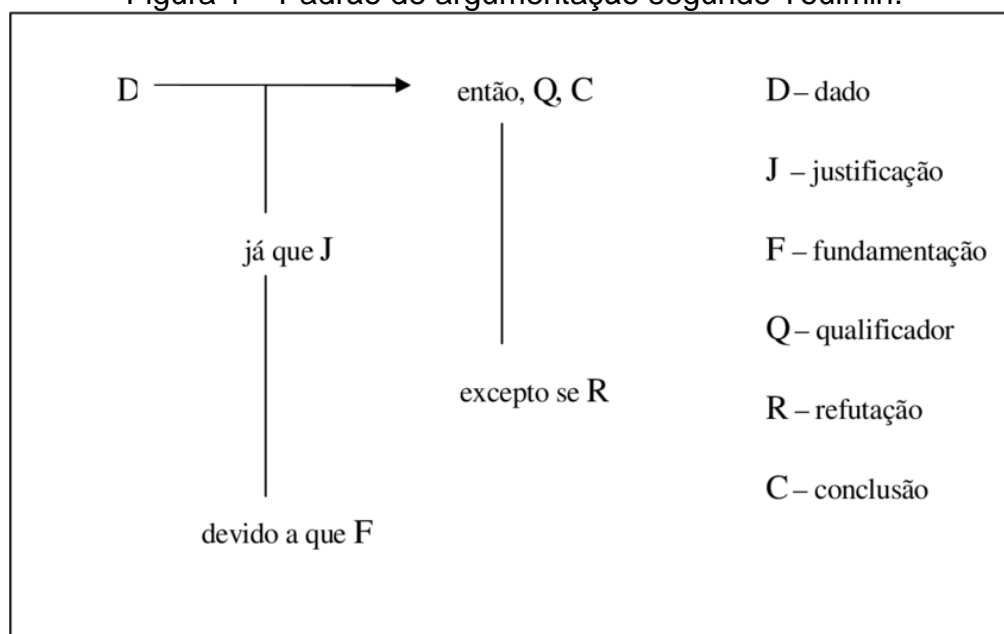 Figura 1 – Padrão de argumentação segundo Toulmin.
D então, Q, C D – dado
J – justificação
já que J
F – fundamentação
Q – qualificador
excepto se R
R – refutação
C – conclusão
devido a que F